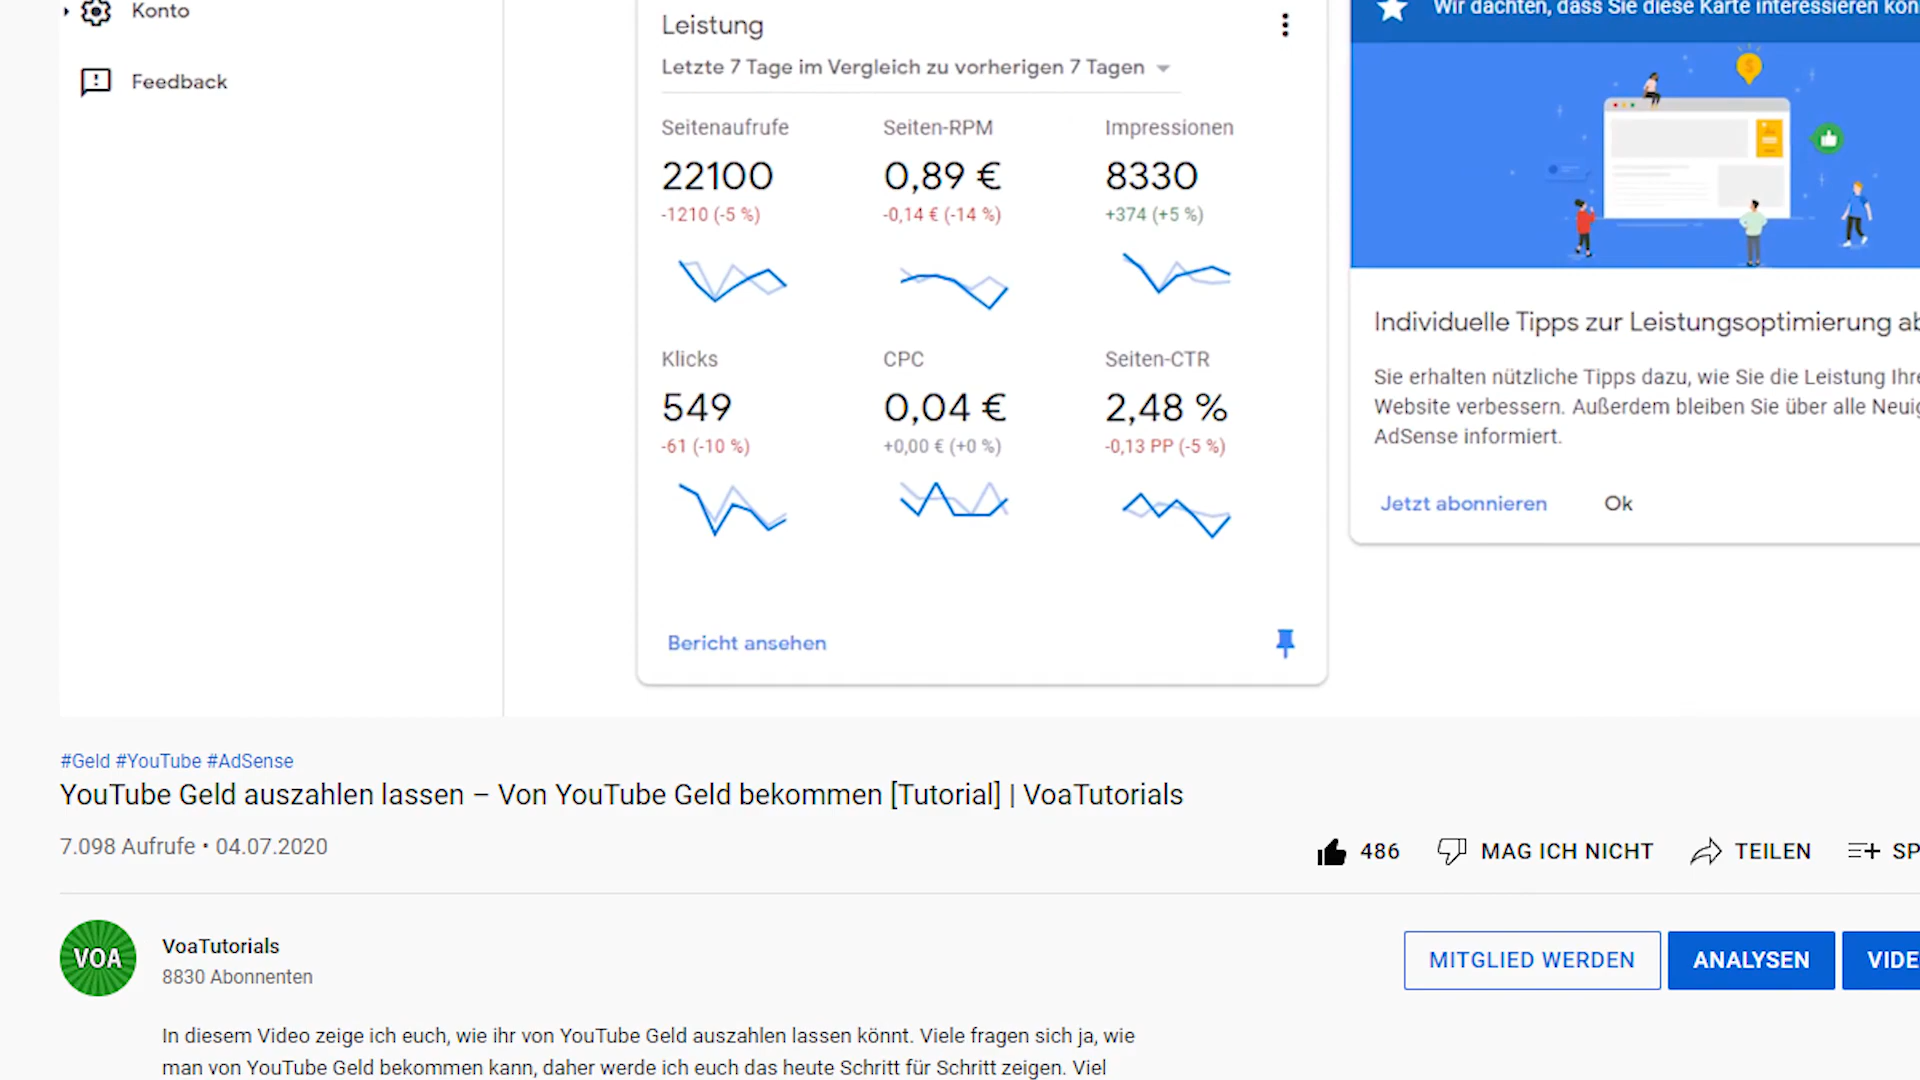 Konto
Feedback
Leistung
Letzte 7 Tage im Vergleich zu vorherigen 7 Tagen
Seitenaufrufe
22100
-1210 (-5 %)
Seiten-RPM
0,89 €
-0,14 € (-14 %)
Impressionen
8330
+374 (+5 %)
Klicks
549
-61 (-10 %)
CPC
0,04 €
+0,00 € (+0 %)
Seiten-CTR
2,48 %
-0,13 PP (-5 %)
Bericht ansehen
Wir dachten, dass Sie diese Karte interessieren kön
Individuelle Tipps zur Leistungsoptimierung ab
Sie erhalten nützliche Tipps dazu, wie Sie die Leistung Ihre
Website verbessern. Außerdem bleiben Sie über alle Neuig
AdSense informiert.
Jetzt abonnieren Ok
#Geld #YouTube #AdSense
YouTube Geld auszahlen lassen – Von YouTube Geld bekommen [Tutorial] | VoaTutorials
7.098 Aufrufe • 04.07.2020
486 MAG ICH NICHT TEILEN SP
VOA
VoaTutorials
8830 Abonnenten
MITGLIED WERDEN ANALYSEN VIDE
In diesem Video zeige ich euch, wie ihr von YouTube Geld auszahlen lassen könnt. Viele fragen sich ja, wie
man von YouTube Geld bekommen kann, daher werde ich euch das heute Schritt für Schritt zeigen. Viel